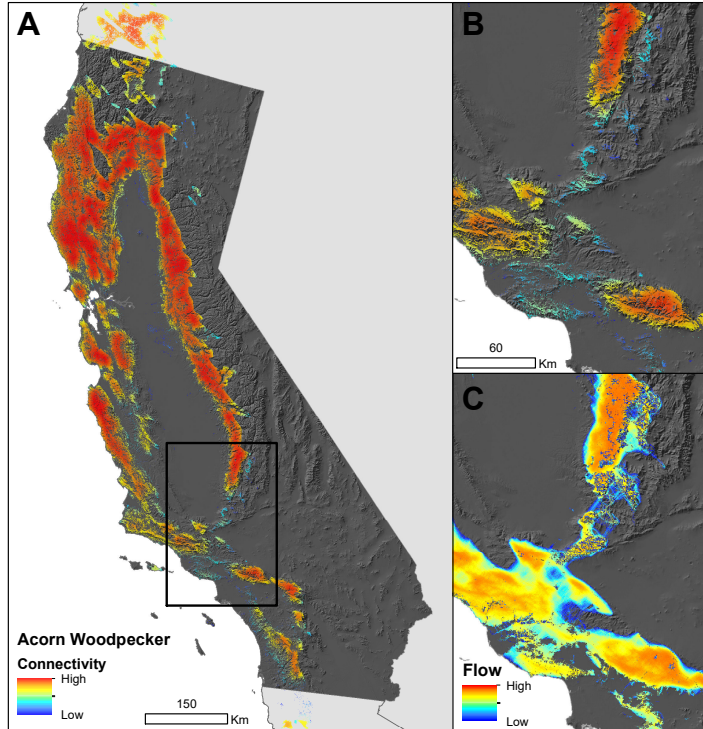 A
Acorn Woodpecker
Connectivity
High
Low
150
Km
B
60
Km
C
Flow
High
Low